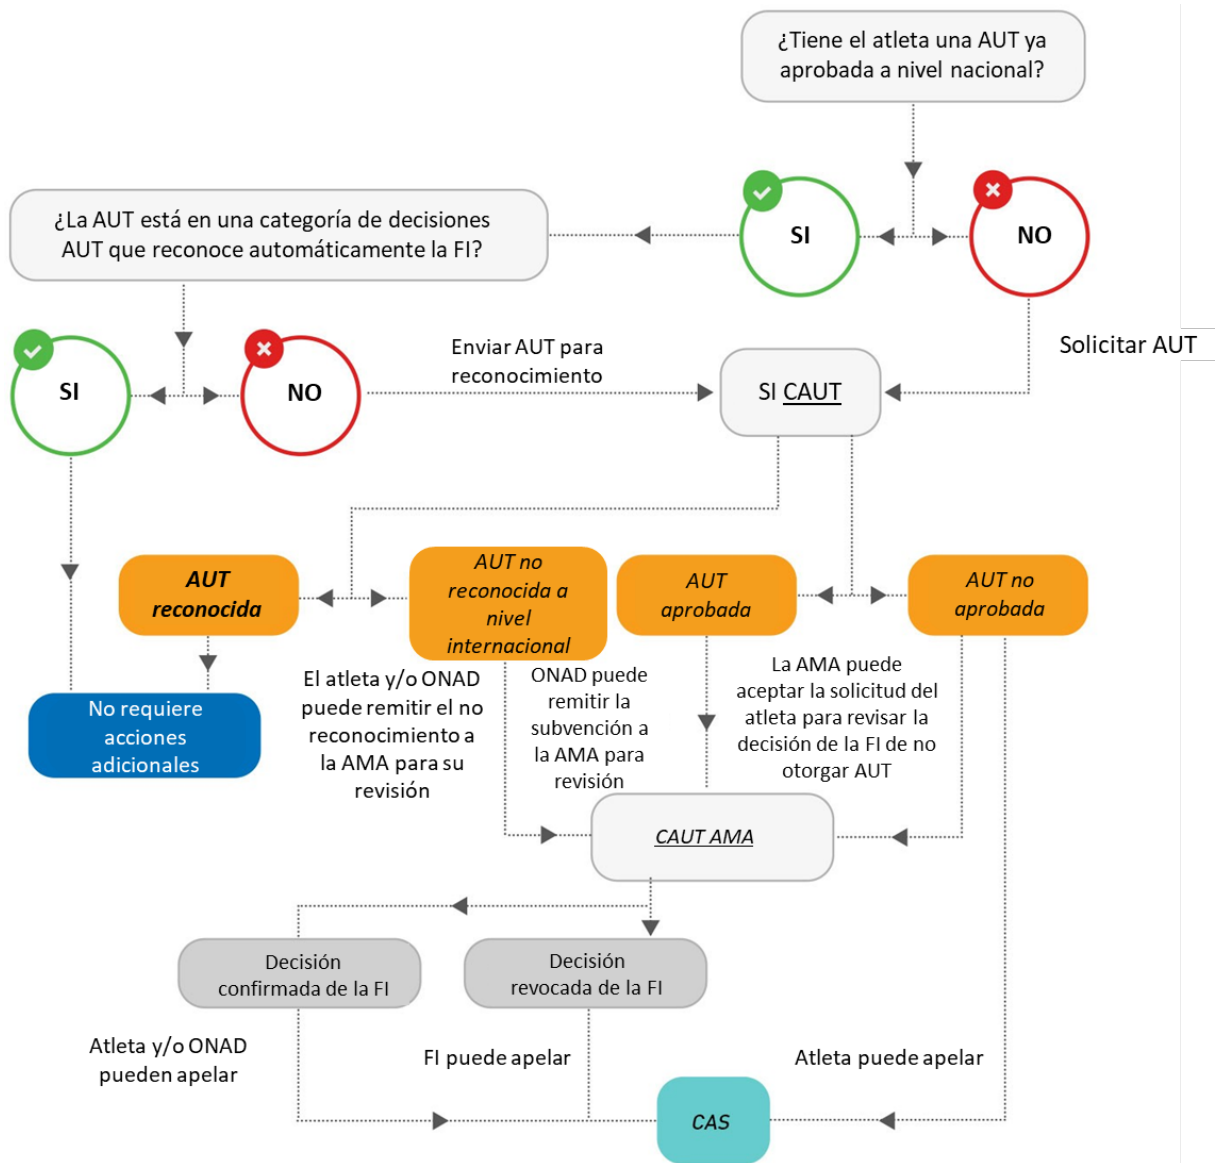 ¿Tiene el atleta una AUT ya
aprobada a nivel nacional?
SI
NO
¿La AUT está en una categoría de decisiones
AUT que reconoce automáticamente la FI?
SI
NO
Enviar AUT para
reconocimiento
Solicitar AUT
SI CAUT
AUT
reconocida
AUT no
reconocida a
nivel
internacional
AUT
aprobada
AUT no
aprobada
No requiere
acciones
adicionales
El atleta y/o ONAD
puede remitir el no
reconocimiento a
la AMA para su
revisión
ONAD puede
remitir la
subvención a
la AMA para
revisión
La AMA puede
aceptar la solicitud del
atleta para revisar la
decisión de la FI de no
otorgar AUT
CAUT AMA
Decisión
confirmada de la FI
Decisión
revocada de la FI
Atleta y/o ONAD
pueden apelar
FI puede apelar
Atleta puede apelar
CAS